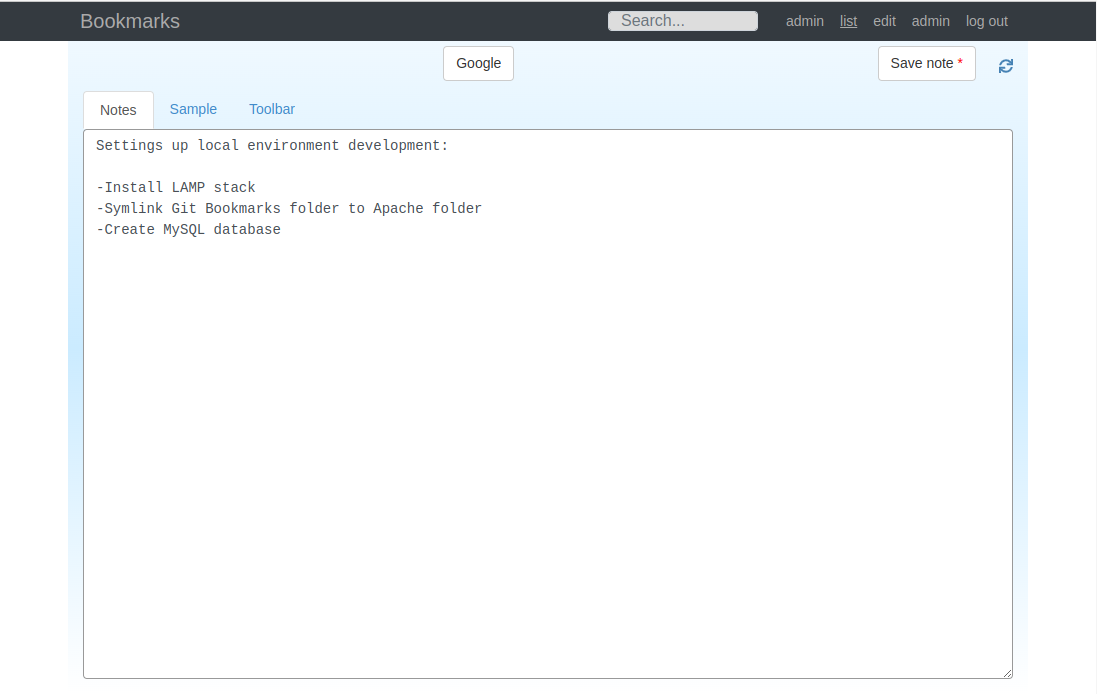 Bookmarks Search... admin list edit admin log out
Google Save note *
Notes Sample Toolbar
Settings up local environment development:
-Install LAMP stack
-Symlink Git Bookmarks folder to Apache folder
-Create MySQL database